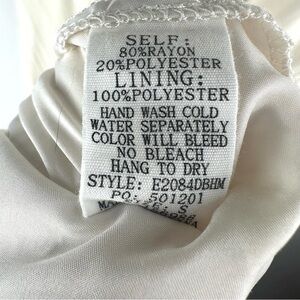 SELF:
80%RAYON
20%POLYESTER
LINING:
100%POLYESTER
HAND WASH COLD
WATER SEPARATELY
COLOR WILL BLEED
NO BLEACH
HANG TO DRY
STYLE: E2084DBHM
PO: 501201
S